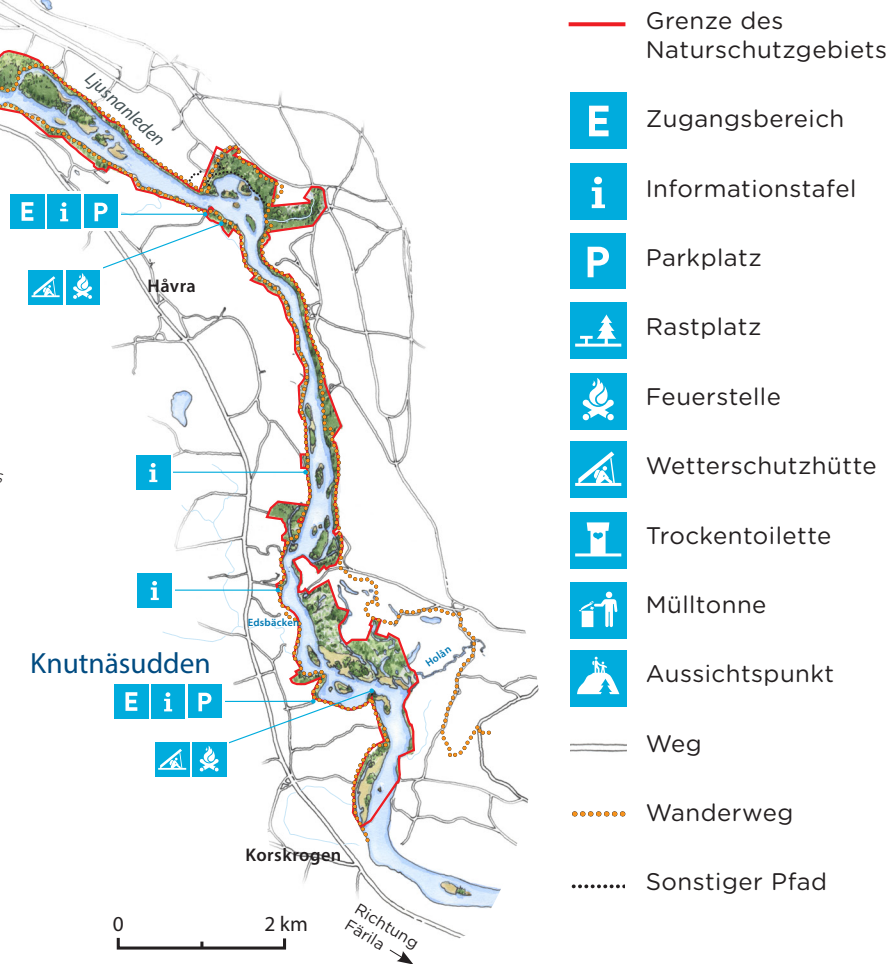 Ljusnanleden
E i P
Håvra
s
i
i
Edsbäcken
Holån
Knutnäsudden
E i P
Korskrogen
0 2 km
Richtung
Färila
Grenze des
Naturschutzgebiets
E Zugangsbereich
i Informationstafel
P Parkplatz
Rastplatz
Feuerstelle
Wetterschutzhütte
Trockentoilette
Mülltonne
Aussichtspunkt
Weg
Wanderweg
Sonstiger Pfad